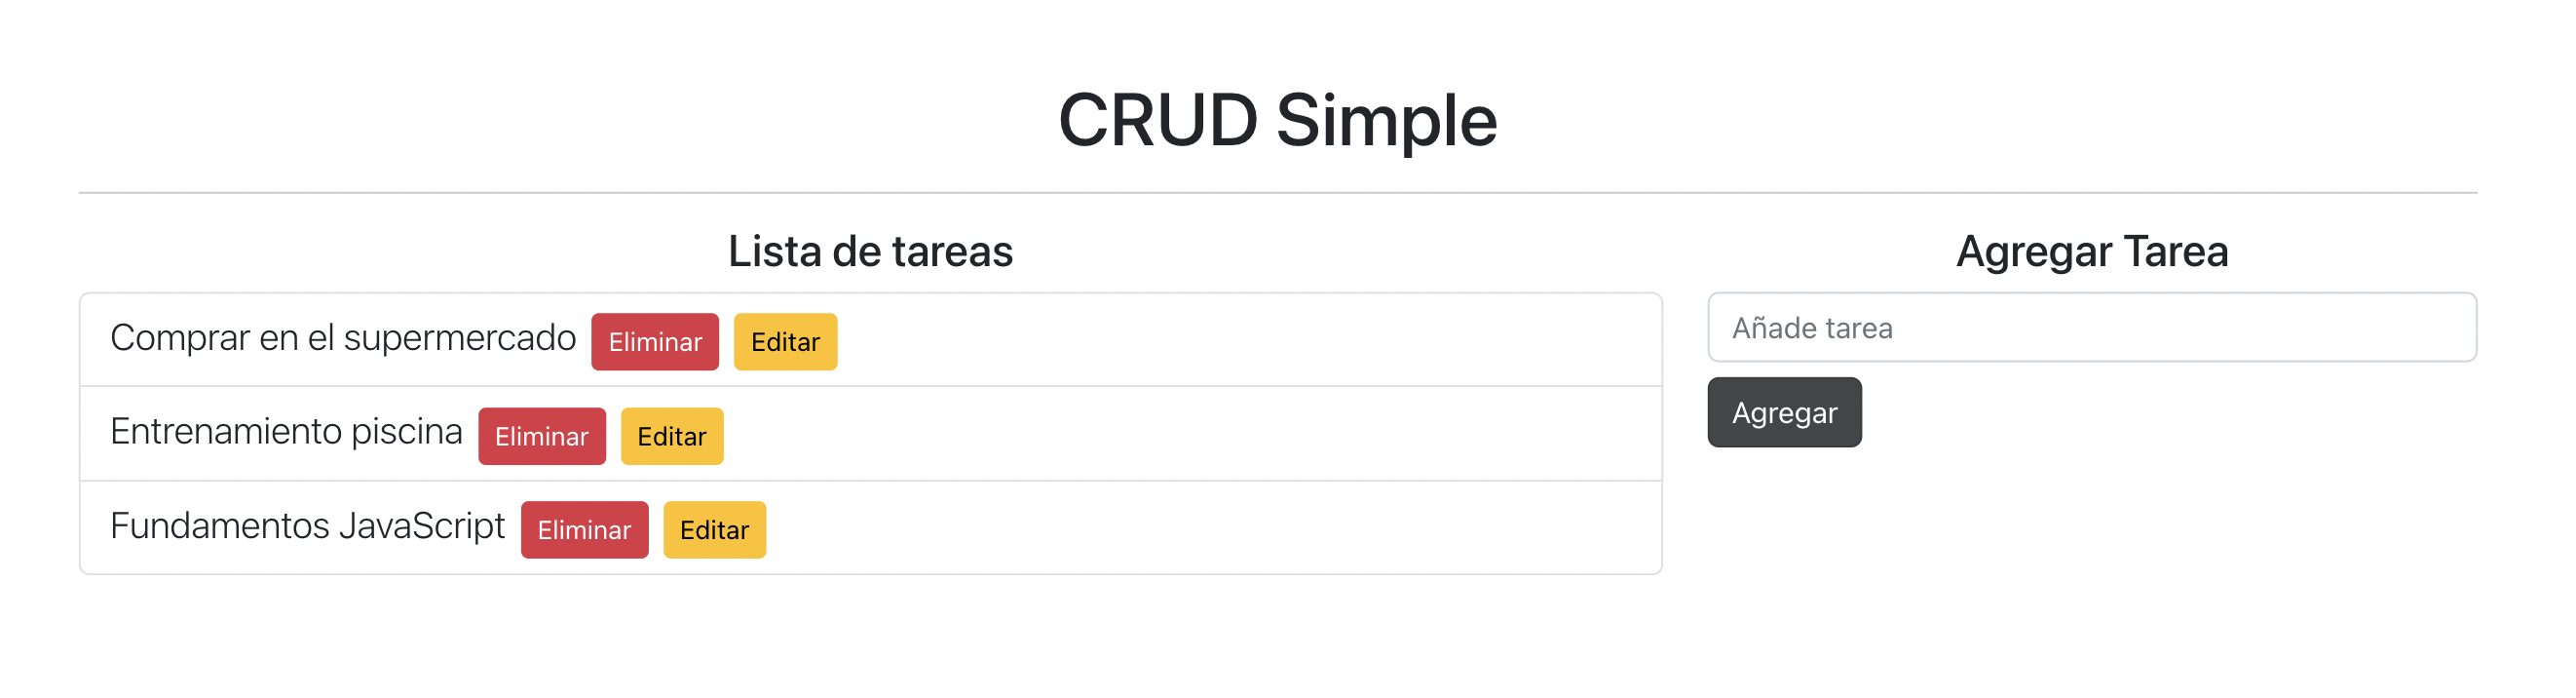 CRUD Simple
Lista de tareas
Comprar en el supermercado Eliminar Editar
Entrenamiento piscina Eliminar Editar
Fundamentos JavaScript Eliminar Editar
Agregar Tarea
Añade tarea
Agregar